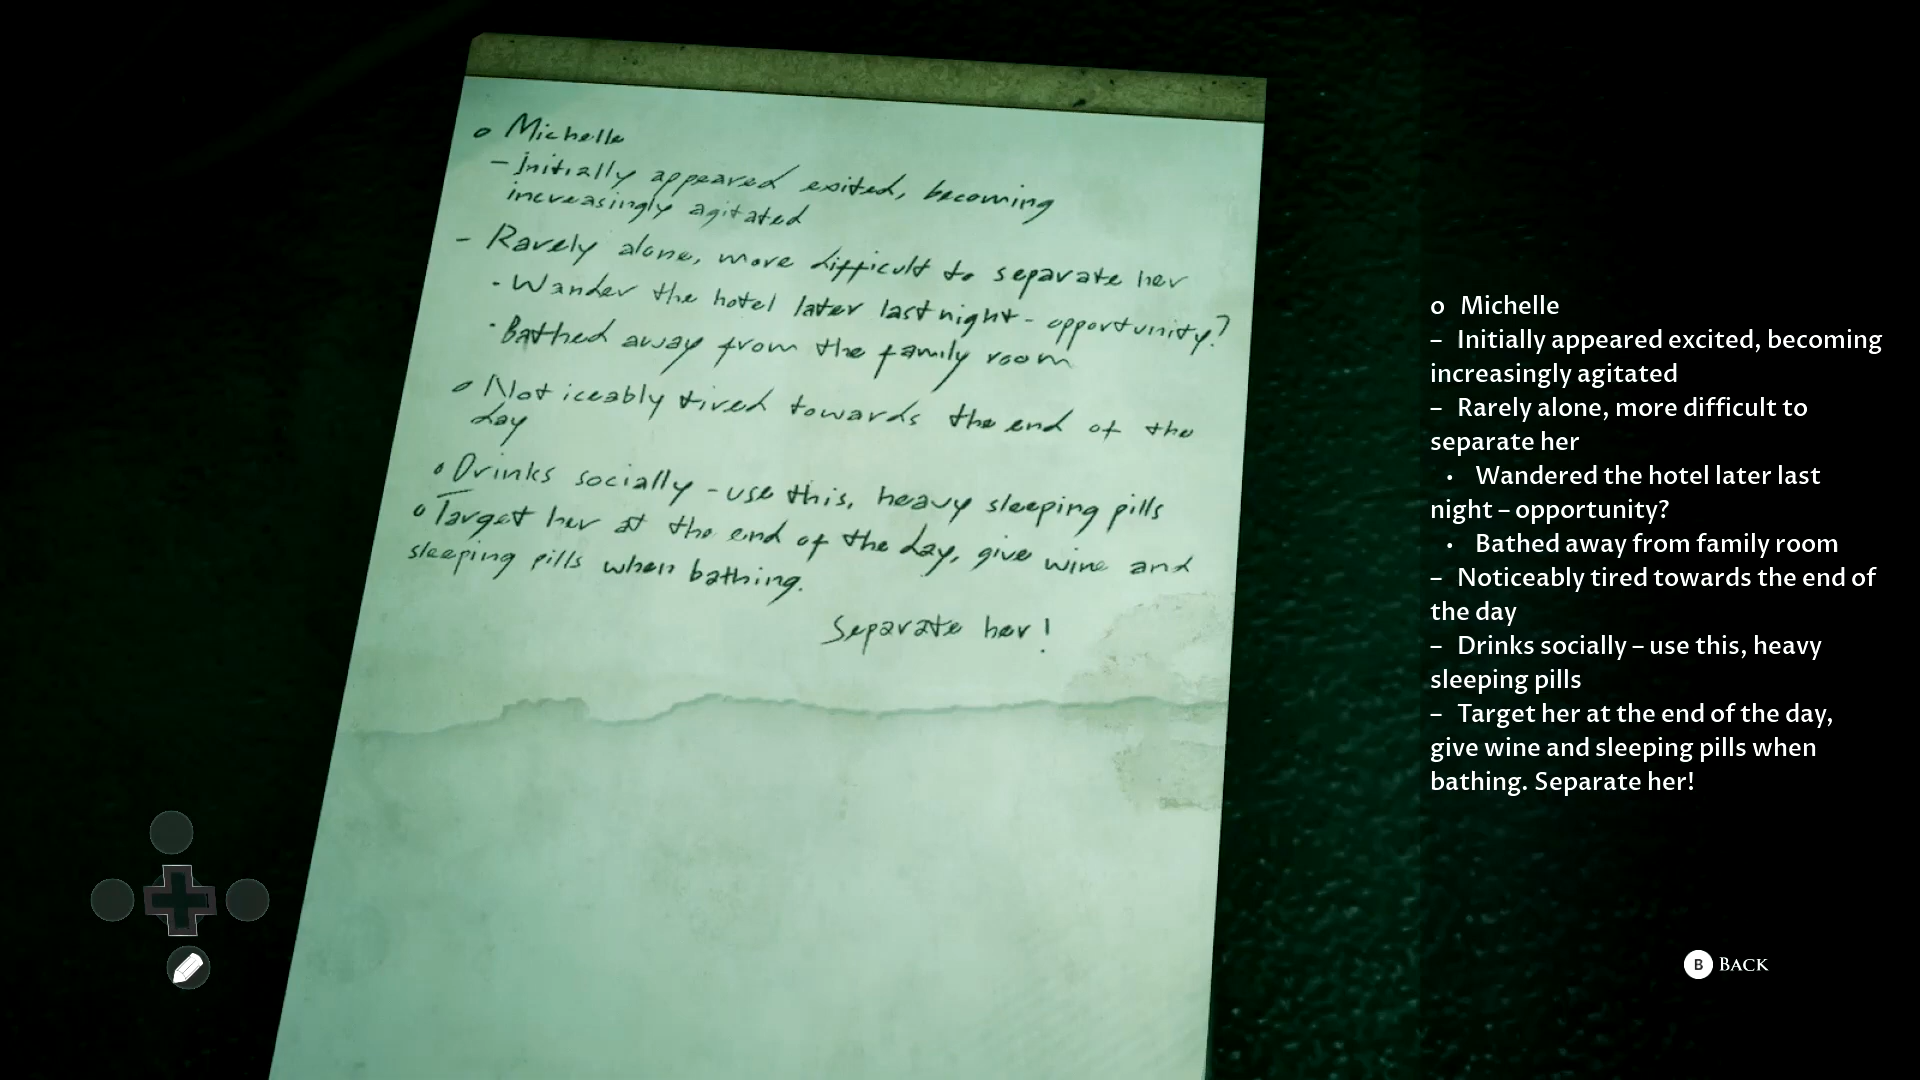 o Michelle
- Initially appeared exited, becoming
increasingly agitated
- Rarely alone, more difficult to separate her
· Wander the hotel later last night - opportunity?
· Bathed away from the family room
o Noticeably tired towards the end of the
day
o Drinks socially - use this, heavy sleeping pills
o Target her at the end of the day, give wine and
sleeping pills when bathing.
Separate her!
o Michelle
– Initially appeared excited, becoming
increasingly agitated
– Rarely alone, more difficult to
separate her
· Wandered the hotel later last
night – opportunity?
· Bathed away from family room
– Noticeably tired towards the end of
the day
– Drinks socially – use this, heavy
sleeping pills
– Target her at the end of the day,
give wine and sleeping pills when
bathing. Separate her!
B BACK